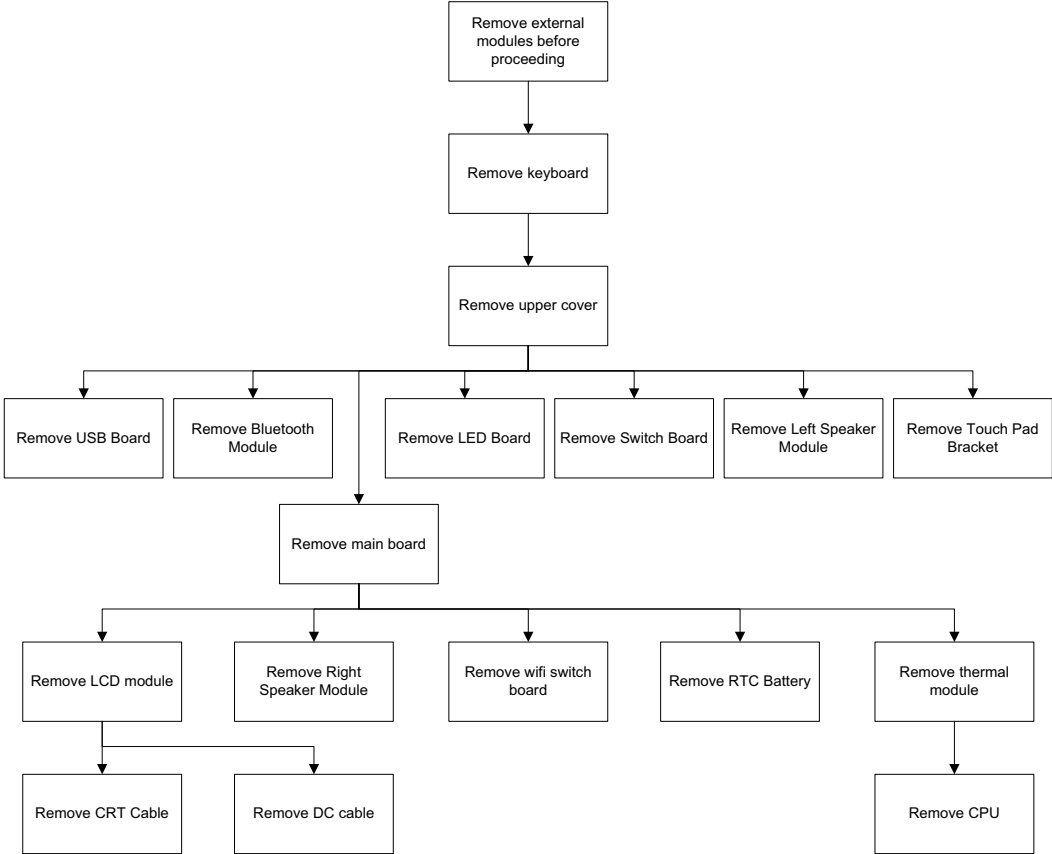 Remove external
modules before
proceeding
Remove keyboard
Remove upper cover
Remove USB Board
Remove Bluetooth
Module
Remove LED Board
Remove Switch Board
Remove Left Speaker
Module
Remove Touch Pad
Bracket
Remove main board
Remove LCD module
Remove Right
Speaker Module
Remove wifi switch
board
Remove RTC Battery
Remove thermal
module
Remove CRT Cable
Remove DC cable
Remove CPU